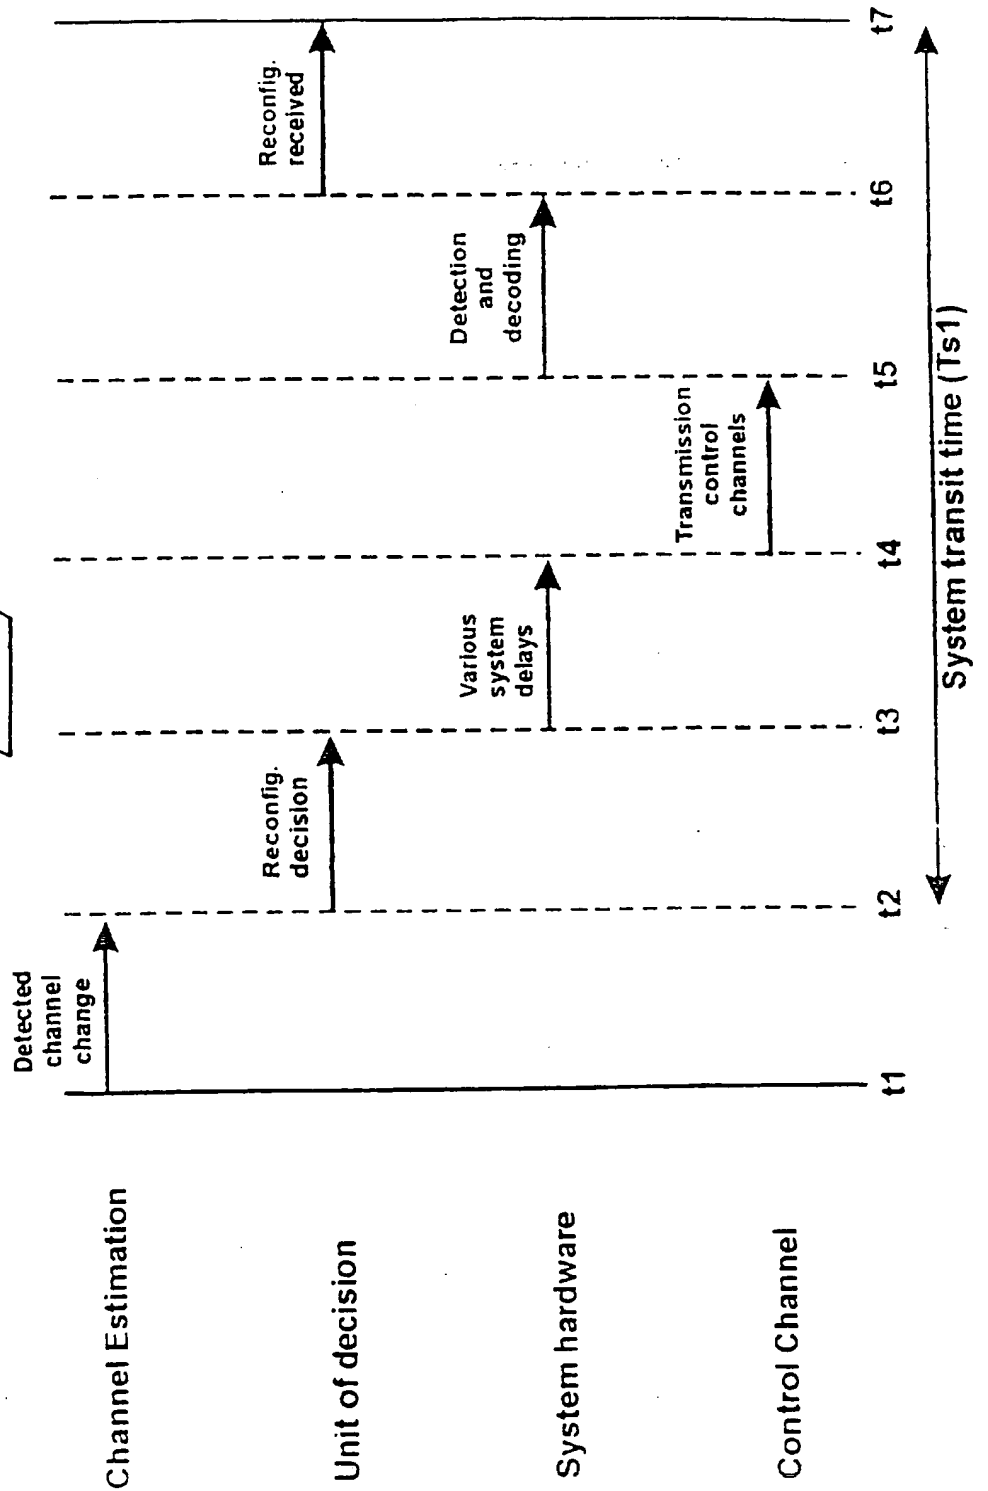 Channel Estimation
Detected
channel
change
Unit of decision
Reconfig.
decision
Reconfig.
received
System hardware
Various
system
delays
Detection
and
decoding
Control Channel
Transmission
control
channels
t1
t2
t3
t4
t5
t6
t7
System transit time (Ts1)